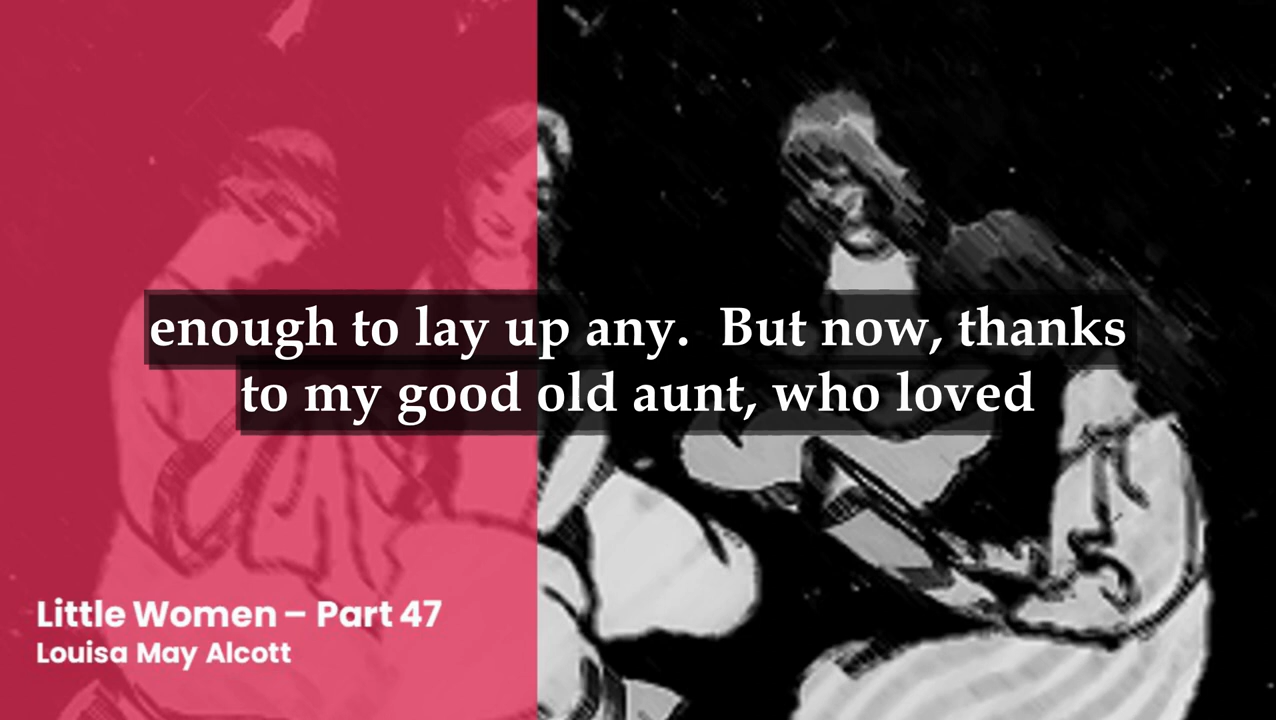 enough to lay up any.  But now, thanks
to my good old aunt, who loved
Little Women – Part 47
Louisa May Alcott